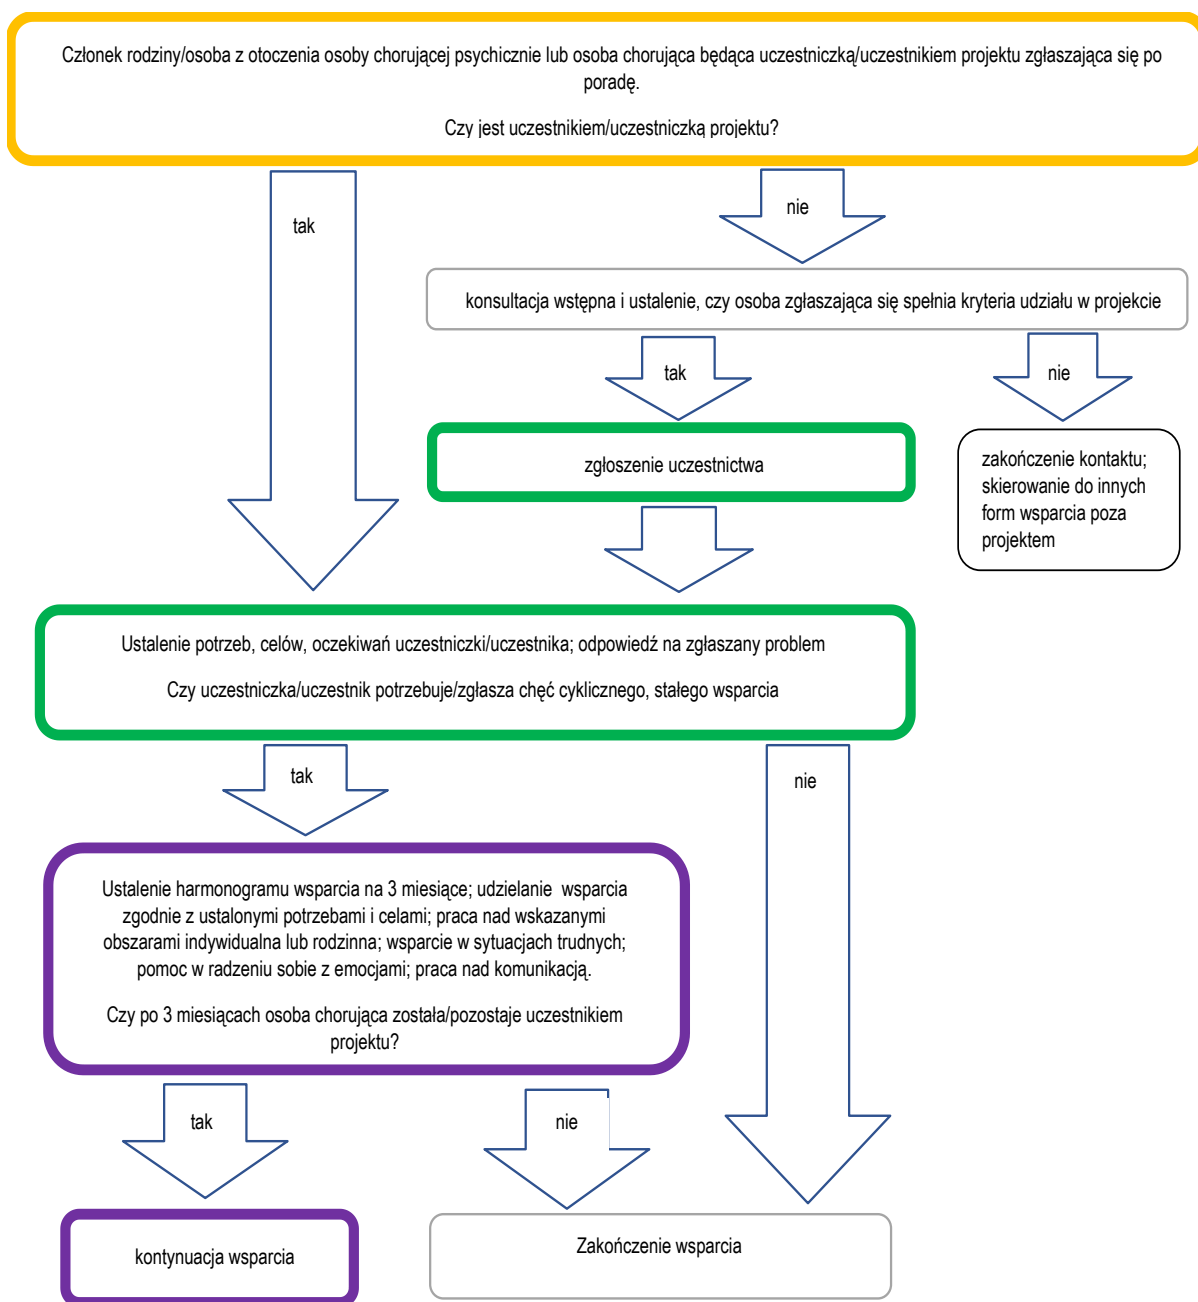 Członek rodziny/osoba z otoczenia osoby chorującej psychicznie lub osoba chorująca będąca uczestniczką/uczestnikiem projektu zgłaszająca się po
poradę.
Czy jest uczestnikiem/uczestniczką projektu?
tak
nie
konsultacja wstępna i ustalenie, czy osoba zgłaszająca się spełnia kryteria udziału w projekcie
tak
nie
zgłoszenie uczestnictwa
zakończenie kontaktu;
skierowanie do innych
form wsparcia poza
projektem
Ustalenie potrzeb, celów, oczekiwań uczestniczki/uczestnika; odpowiedź na zgłaszany problem
Czy uczestniczka/uczestnik potrzebuje/zgłasza chęć cyklicznego, stałego wsparcia
tak
nie
Ustalenie harmonogramu wsparcia na 3 miesiące; udzielanie wsparcia
zgodnie z ustalonymi potrzebami i celami; praca nad wskazanymi
obszarami indywidualna lub rodzinna; wsparcie w sytuacjach trudnych;
pomoc w radzeniu sobie z emocjami; praca nad komunikacją.
Czy po 3 miesiącach osoba chorująca została/pozostaje uczestnikiem
projektu?
tak
nie
kontynuacja wsparcia
Zakończenie wsparcia